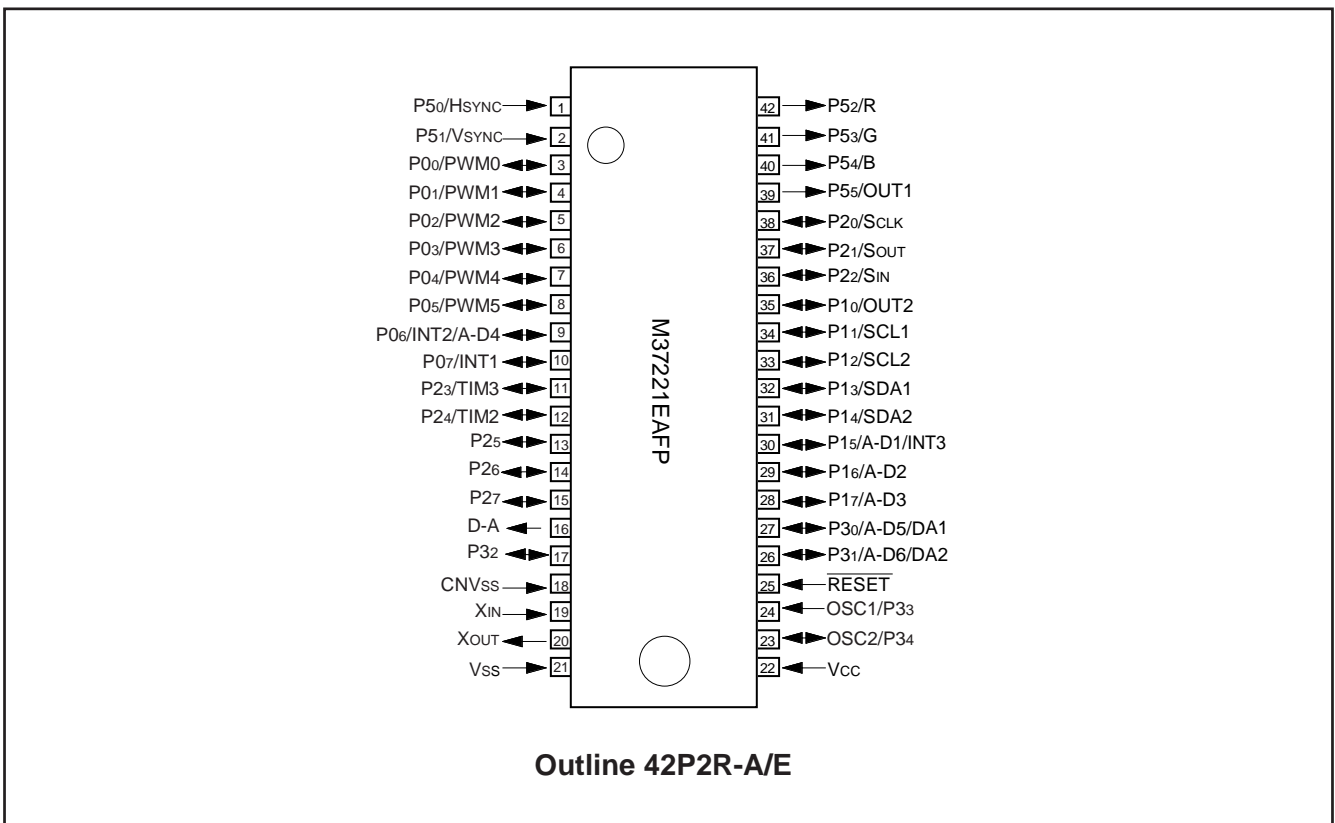 P50/HSYNC 1
P51/VSYNC 2
P00/PWM0 3
P01/PWM1 4
P02/PWM2 5
P03/PWM3 6
P04/PWM4 7
P05/PWM5 8
P06/INT2/A-D4 9
P07/INT1 10
P23/TIM3 11
P24/TIM2 12
P25 13
P26 14
P27 15
D-A 16
P32 17
CNVSS 18
XIN 19
XOUT 20
VSS 21
M37221EAFP
42 P52/R
41 P53/G
40 P54/B
39 P55/OUT1
38 P20/SCLK
37 P21/SOUT
36 P22/SIN
35 P10/OUT2
34 P11/SCL1
33 P12/SCL2
32 P13/SDA1
31 P14/SDA2
30 P15/A-D1/INT3
29 P16/A-D2
28 P17/A-D3
27 P30/A-D5/DA1
26 P31/A-D6/DA2
25 RESET
24 OSC1/P33
23 OSC2/P34
22 VCC
Outline 42P2R-A/E